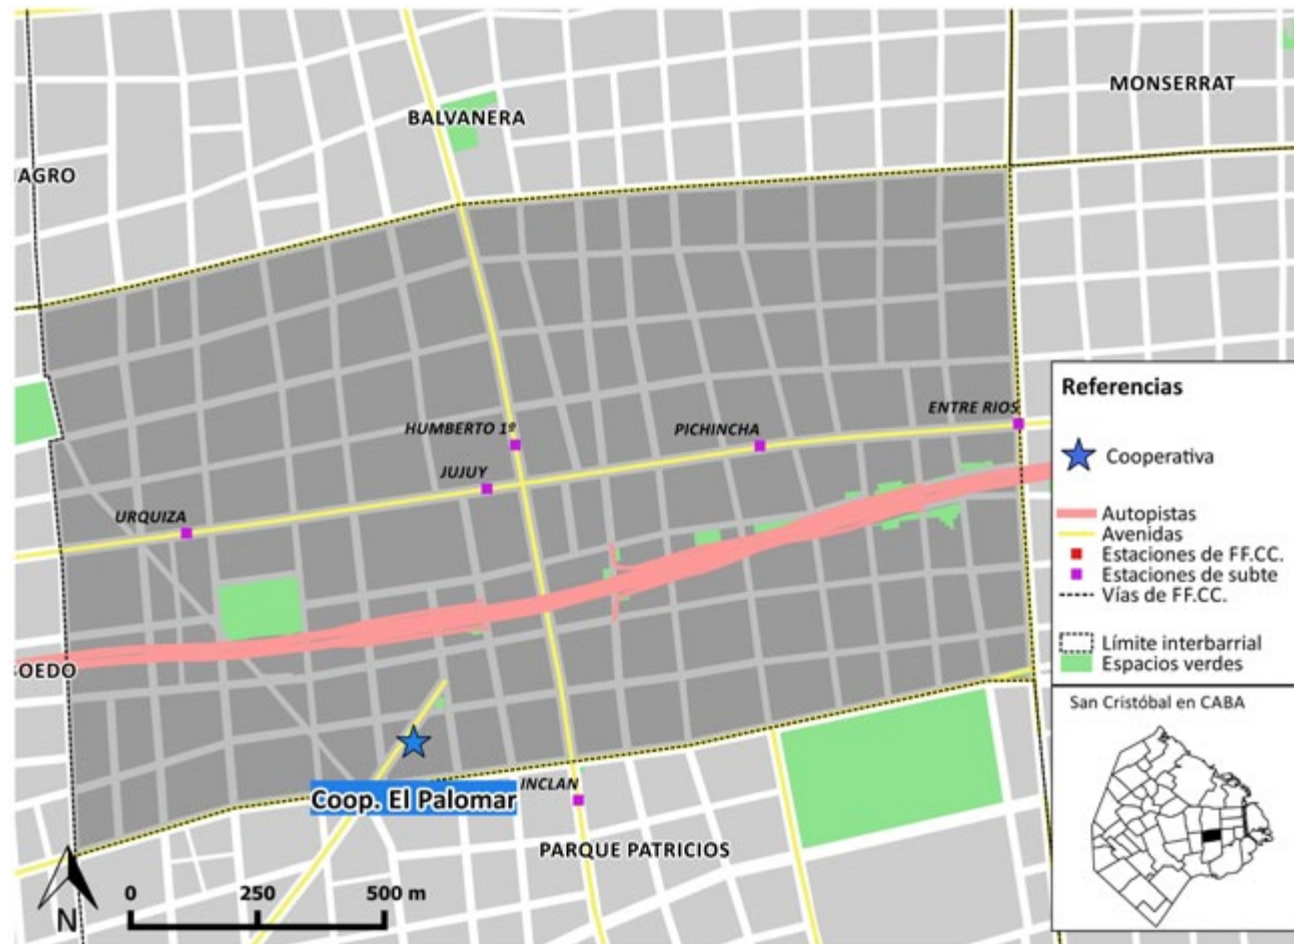 MONSERRAT
BALVANERA
AGRO
ENTRE RIOS
HUMBERTO 1º
PICHINCHA
JUJUY
URQUIZA
OEDO
INCLAN
Coop. El Palomar
PARQUE PATRICIOS
N
0 250 500 m
Referencias
Cooperativa
Autopistas
Avenidas
Estaciones de FF.CC.
Estaciones de subte
Vías de FF.CC.
Límite interbarrial
Espacios verdes
San Cristóbal en CABA